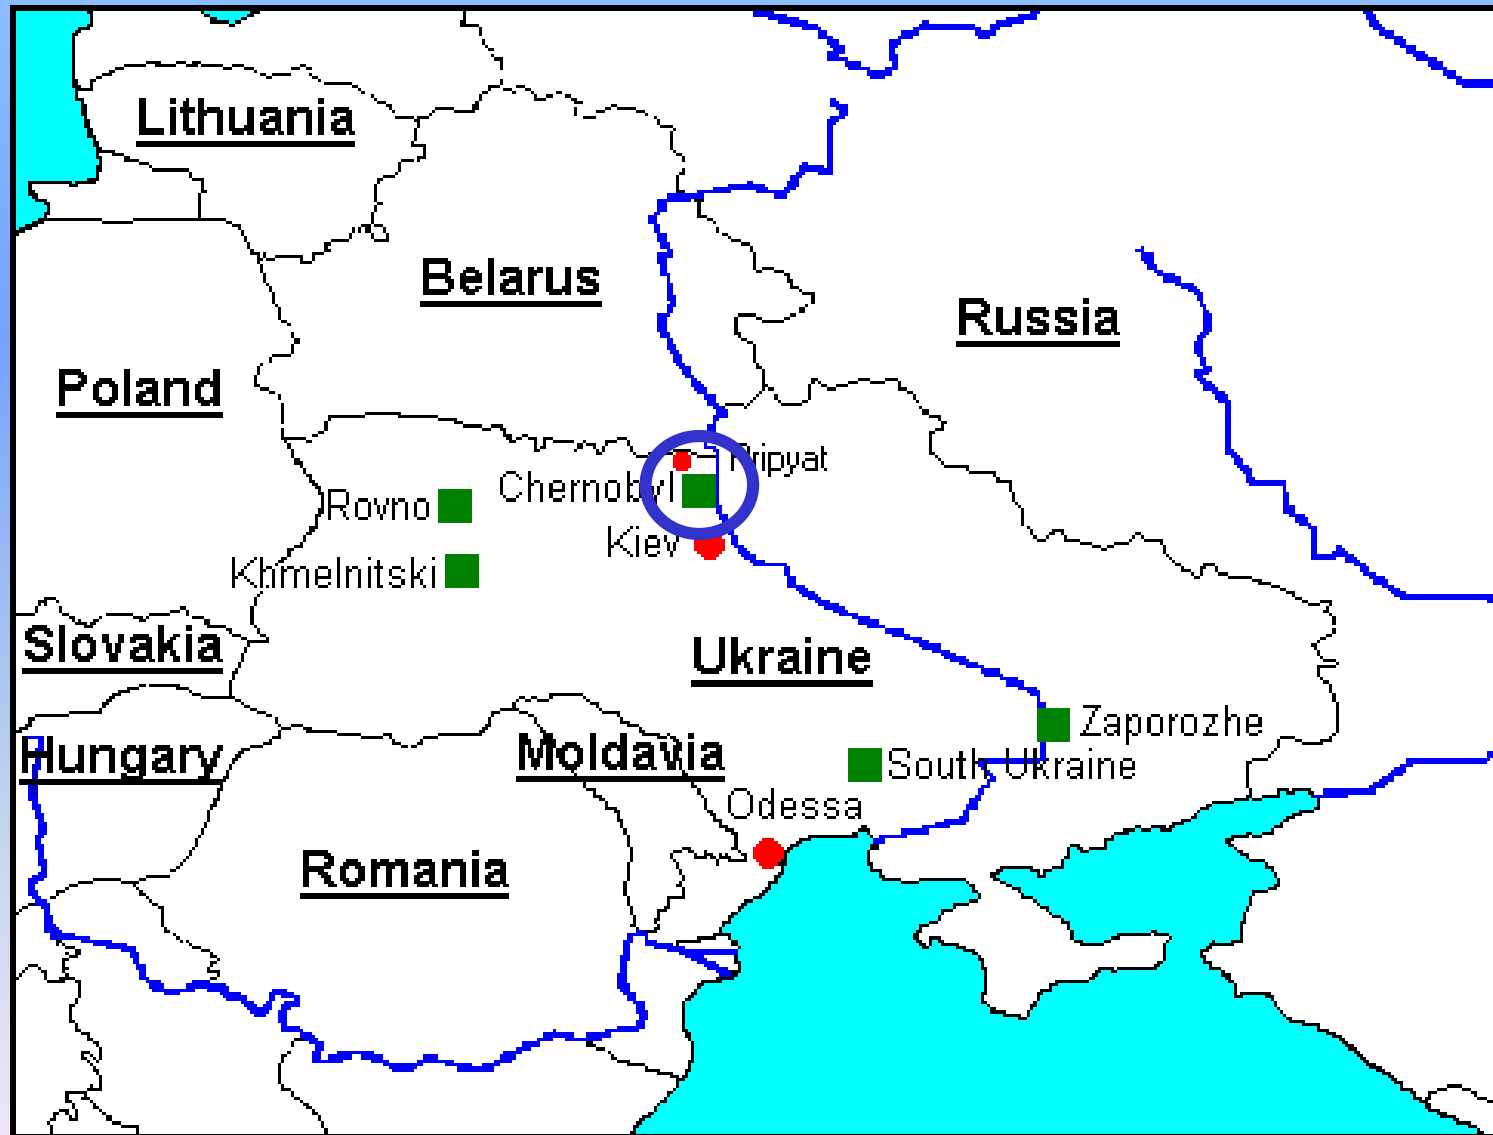 Lithuania
Belarus
Russia
Poland
Pripyat
Chernobyl
Rovno
Kiev
Khmelnitski
Slovakia
Ukraine
Zaporozhe
Hungary
Moldavia
South Ukraine
Odessa
Romania